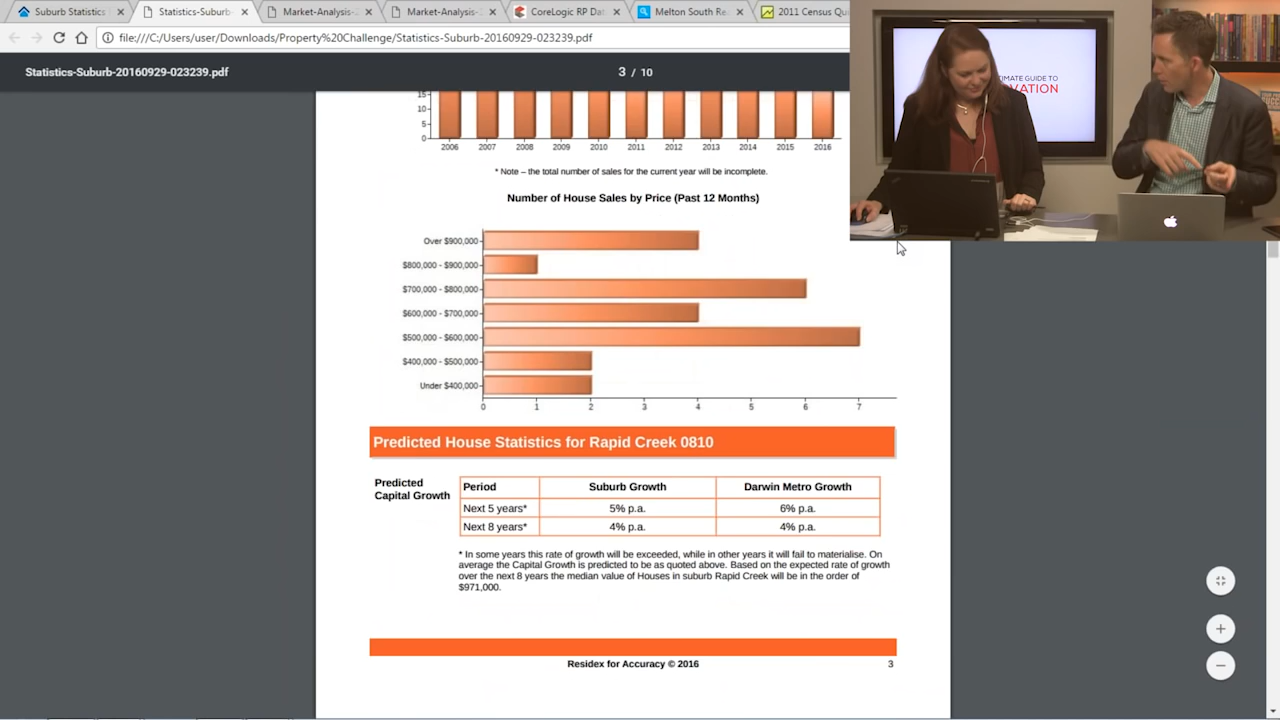 Suburb Statistics
Statistics-Suburb-
Market-Analysis-
Market-Analysis-
CoreLogic RP Da
Melton South Re
2011 Census Qu
file:///C:/Users/user/Downloads/Property%20Challenge/Statistics-Suburb-20160929-023239.pdf
Statistics-Suburb-20160929-023239.pdf
3 / 10
TIMATE GUIDE TO
VATION
15
10
5
0
2006 2007 2008 2009 2010 2011 2012 2013 2014 2015 2016
* Note – the total number of sales for the current year will be incomplete.
Number of House Sales by Price (Past 12 Months)
Over $900,000
$800,000 - $900,000
$700,000 - $800,000
$600,000 - $700,000
$500,000 - $600,000
$400,000 - $500,000
Under $400,000
0 1 2 3 4 5 6 7
Predicted House Statistics for Rapid Creek 0810
Predicted
Capital Growth
Period Suburb Growth Darwin Metro Growth
Next 5 years* 5% p.a. 6% p.a.
Next 8 years* 4% p.a. 4% p.a.
* In some years this rate of growth will be exceeded, while in other years it will fail to materialise. On
average the Capital Growth is predicted to be as quoted above. Based on the expected rate of growth
over the next 8 years the median value of Houses in suburb Rapid Creek will be in the order of
$971,000.
Residex for Accuracy © 2016 3